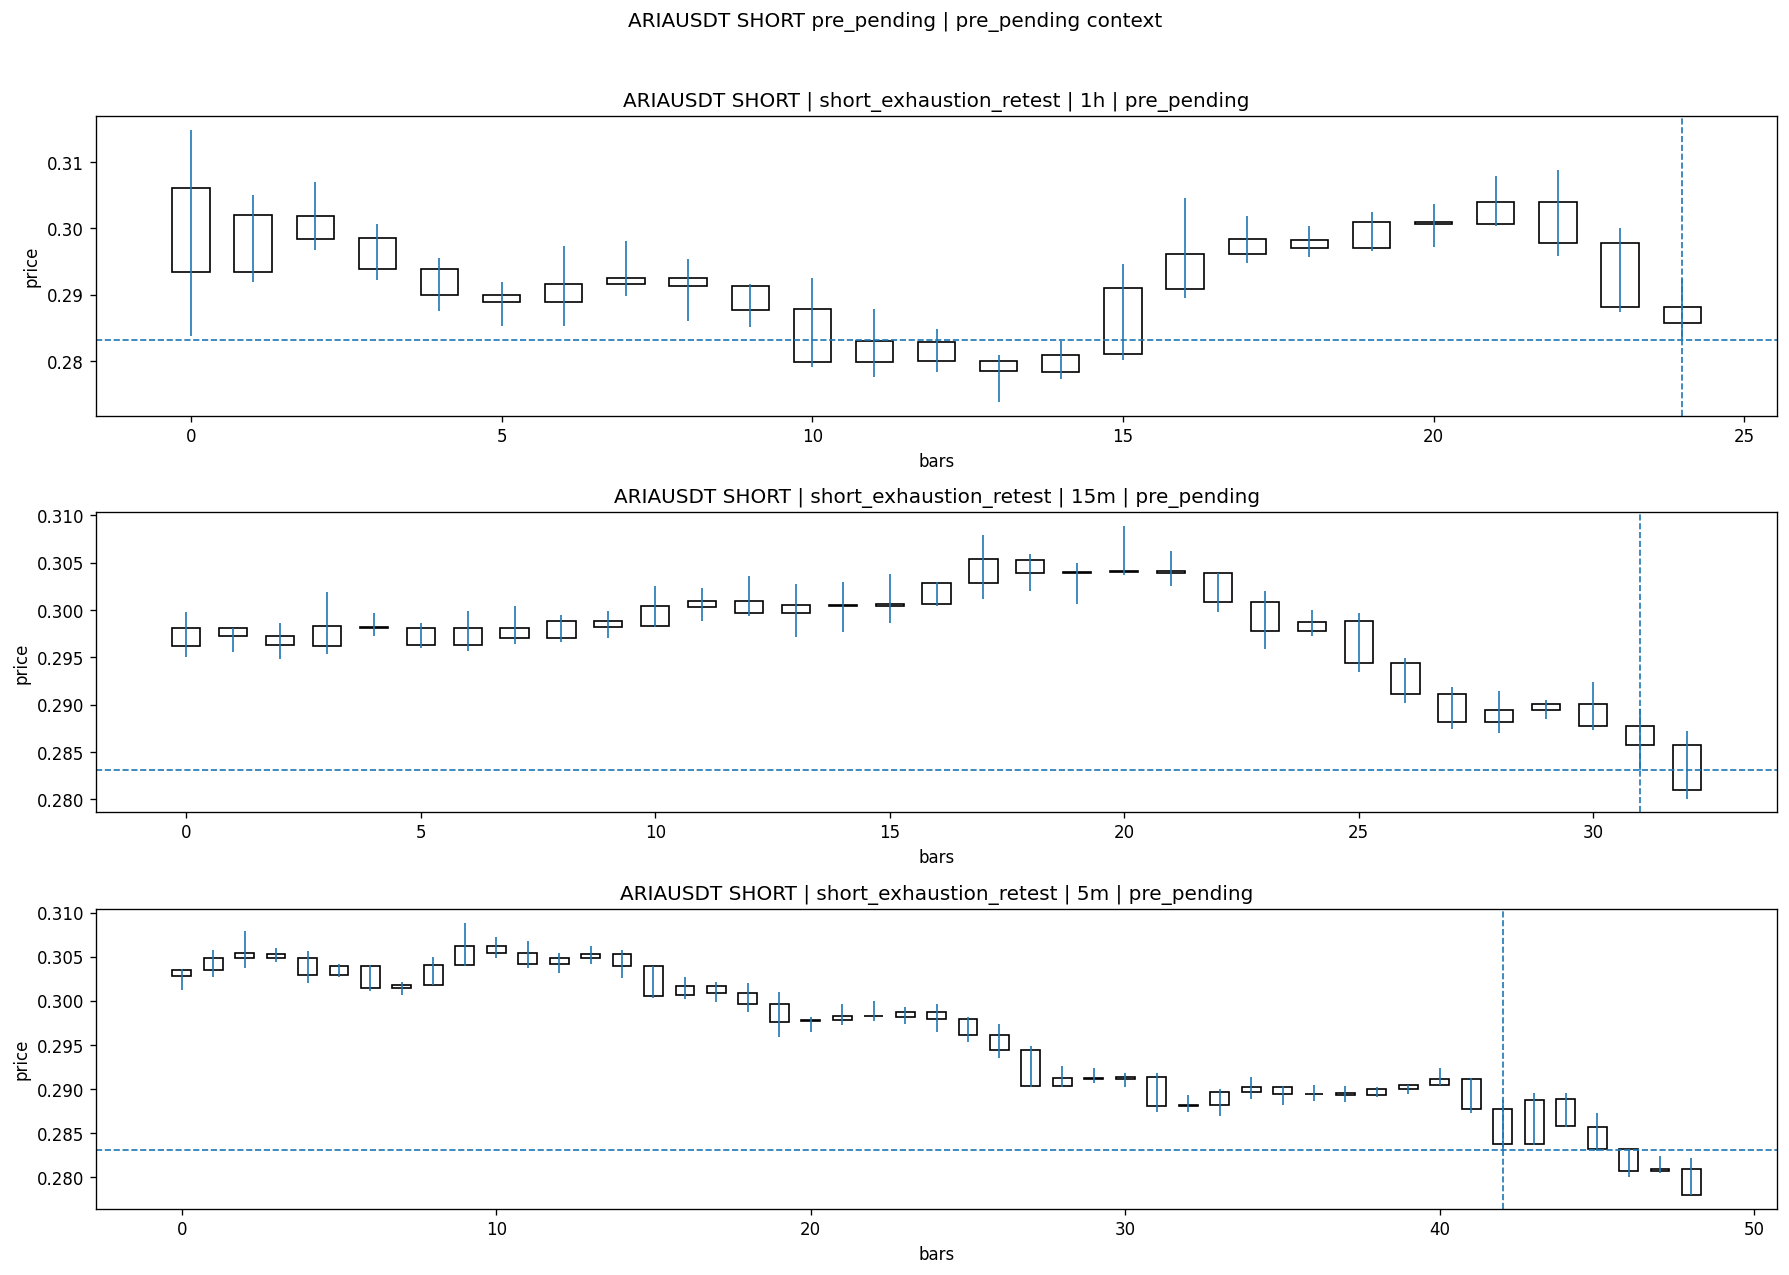 ARIAUSDT SHORT pre_pending | pre_pending context
ARIAUSDT SHORT | short_exhaustion_retest | 1h | pre_pending
price
0.31
0.30
0.29
0.28
0 5 10 15 20 25
bars
ARIAUSDT SHORT | short_exhaustion_retest | 15m | pre_pending
price
0.310
0.305
0.300
0.295
0.290
0.285
0.280
0 5 10 15 20 25 30
bars
ARIAUSDT SHORT | short_exhaustion_retest | 5m | pre_pending
price
0.310
0.305
0.300
0.295
0.290
0.285
0.280
0 10 20 30 40 50
bars